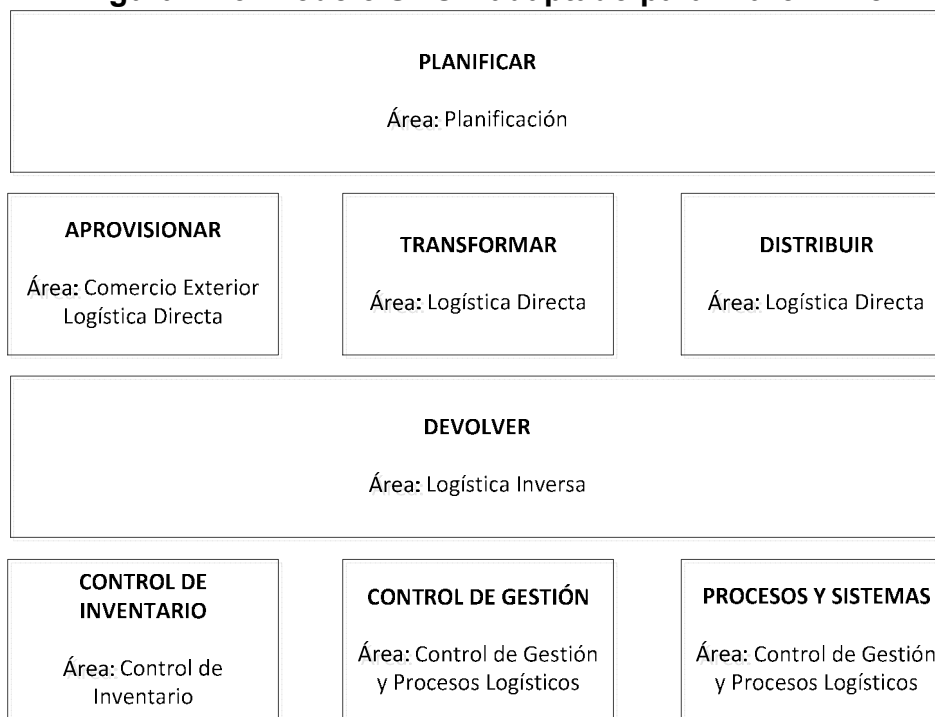 PLANIFICAR
Área: Planificación
APROVISIONAR
Área: Comercio Exterior
Logística Directa
TRANSFORMAR
Área: Logística Directa
DISTRIBUIR
Área: Logística Directa
DEVOLVER
Área: Logística Inversa
CONTROL DE
INVENTARIO
Área: Control de
Inventario
CONTROL DE GESTIÓN
Área: Control de Gestión
y Procesos Logísticos
PROCESOS Y SISTEMAS
Área: Control de Gestión
y Procesos Logísticos